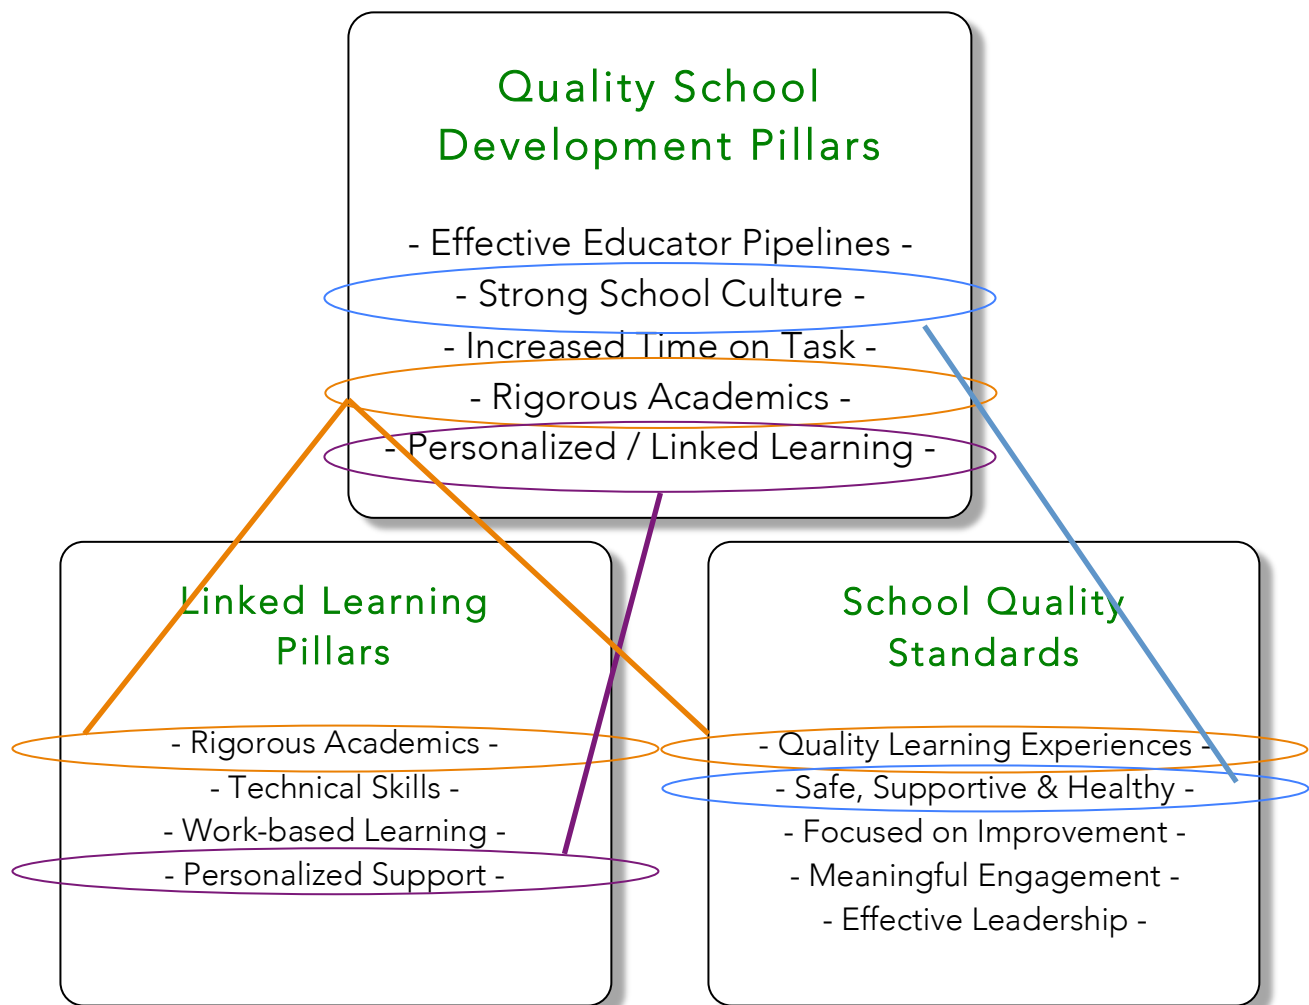 Quality School
Development Pillars
- Effective Educator Pipelines -
- Strong School Culture -
- Increased Time on Task -
- Rigorous Academics -
- Personalized / Linked Learning -
Linked Learning
Pillars
- Rigorous Academics -
- Technical Skills -
- Work-based Learning -
- Personalized Support -
School Quality
Standards
- Quality Learning Experiences -
- Safe, Supportive & Healthy -
- Focused on Improvement -
- Meaningful Engagement -
- Effective Leadership -